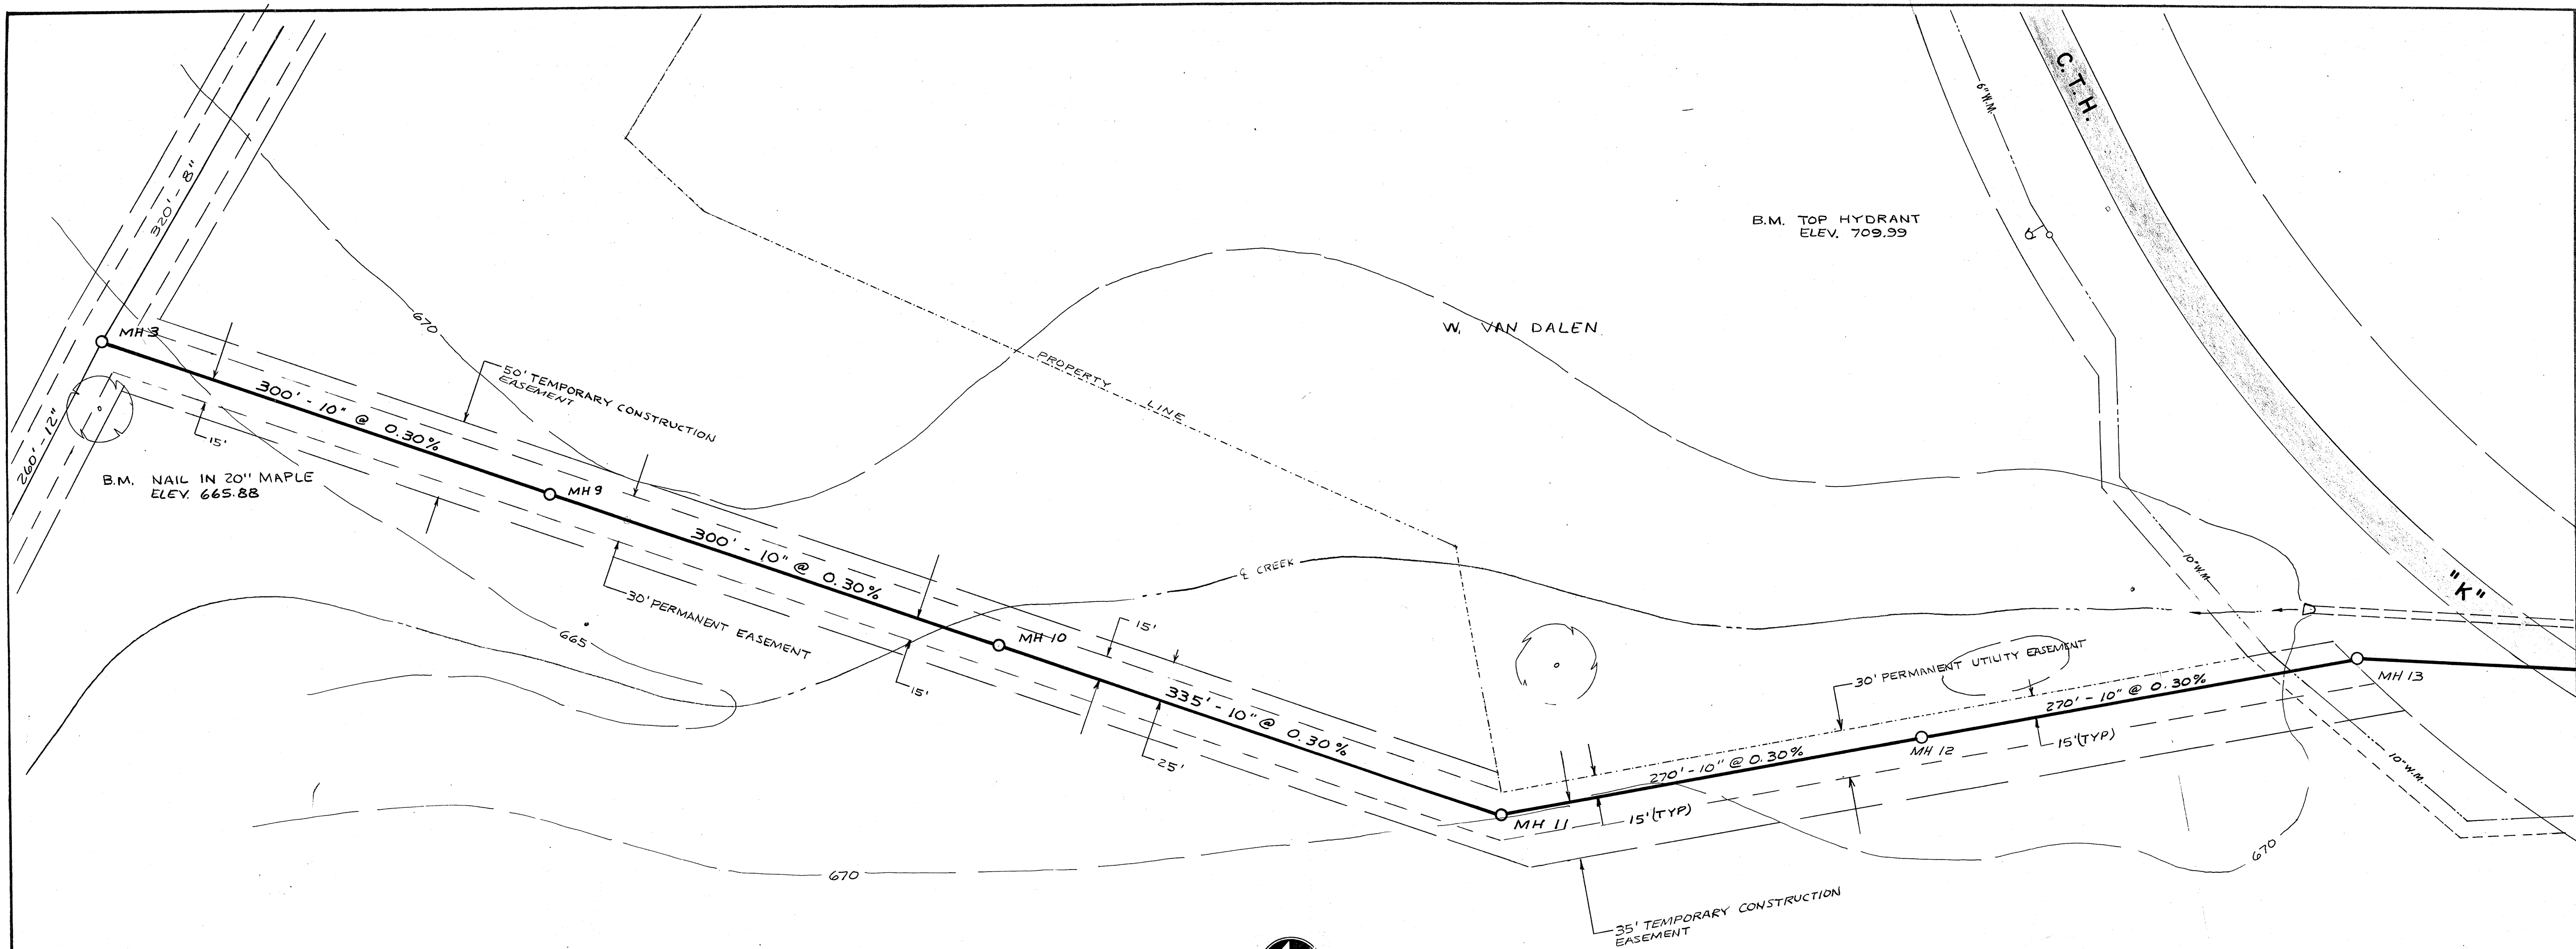 320' - 8"
260' - 12"
MH 3
B.M. NAIL IN 20" MAPLE
ELEV. 665.88
15'
300' - 10" @ 0.30%
50' TEMPORARY CONSTRUCTION
EASEMENT
670
MH 9
300' - 10" @ 0.30%
30' PERMANENT EASEMENT
665
15'
MH 10
15'
335' - 10" @ 0.30%
25'
PROPERTY LINE
℄ CREEK
W. VAN DALEN
B.M. TOP HYDRANT
ELEV. 709.99
6" W.M.
C. T. H.
"K"
10" W.M.
30' PERMANENT UTILITY EASEMENT
270' - 10" @ 0.30%
MH 11
15' (TYP)
MH 12
270' - 10" @ 0.30%
15' (TYP)
MH 13
10" W.M.
670
670
35' TEMPORARY CONSTRUCTION
EASEMENT